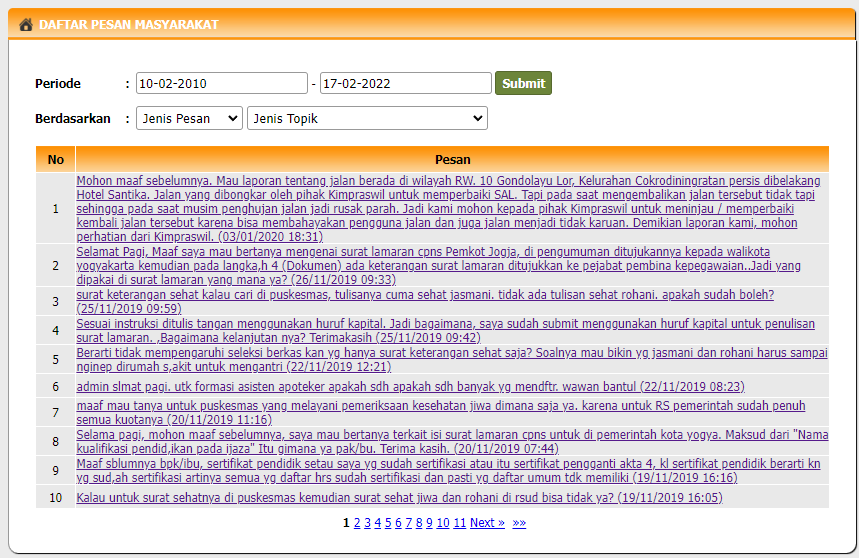 DAFTAR PESAN MASYARAKAT
Periode : 10-02-2010 - 17-02-2022 Submit
Berdasarkan : Jenis Pesan Jenis Topik
No Pesan
1 Mohon maaf sebelumnya. Mau laporan tentang jalan berada di wilayah RW. 10 Gondolayu Lor, Kelurahan Cokrodiningratan persis dibelakang
Hotel Santika. Jalan yang dibongkar oleh pihak Kimpraswil untuk memperbaiki SAL. Tapi pada saat mengembalikan jalan tersebut tidak tapi
sehingga pada saat musim penghujan jalan jadi rusak parah. Jadi kami mohon kepada pihak Kimpraswil untuk meninjau / memperbaiki
kembali jalan tersebut karena bisa membahayakan pengguna jalan dan juga jalan menjadi tidak karuan. Demikian laporan kami, mohon
perhatian dari Kimpraswil. (03/01/2020 18:31)
2 Selamat Pagi, Maaf saya mau bertanya mengenai surat lamaran cpns Pemkot Jogja, di pengumuman ditujukannya kepada walikota
yogyakarta kemudian pada langka,h 4 (Dokumen) ada keterangan surat lamaran ditujukkan ke pejabat pembina kepegawaian..Jadi yang
dipakai di surat lamaran yang mana ya? (26/11/2019 09:33)
3 surat keterangan sehat kalau cari di puskesmas, tulisanya cuma sehat jasmani. tidak ada tulisan sehat rohani. apakah sudah boleh?
(25/11/2019 09:59)
4 Sesuai instruksi ditulis tangan menggunakan huruf kapital. Jadi bagaimana, saya sudah submit menggunakan huruf kapital untuk penulisan
surat lamaran. ,Bagaimana kelanjutan nya? Terimakasih (25/11/2019 09:42)
5 Berarti tidak mempengaruhi seleksi berkas kan yg hanya surat keterangan sehat saja? Soalnya mau bikin yg jasmani dan rohani harus sampai
nginep dirumah s,akit untuk mengantri (22/11/2019 12:21)
6 admin slmat pagi. utk formasi asisten apoteker apakah sdh apakah sdh banyak yg mendftr. wawan bantul (22/11/2019 08:23)
7 maaf mau tanya untuk puskesmas yang melayani pemeriksaan kesehatan jiwa dimana saja ya. karena untuk RS pemerintah sudah penuh
semua kuotanya (20/11/2019 11:16)
8 Selama pagi, mohon maaf sebelumnya, saya mau bertanya terkait isi surat lamaran cpns untuk di pemerintah kota yogya. Maksud dari "Nama
kualifikasi pendid,ikan pada ijaza" Itu gimana ya pak/bu. Terima kasih. (20/11/2019 07:44)
9 Maaf sblumnya bpk/ibu, sertifikat pendidik setau saya yg sudah sertifikasi atau itu sertifikat pengganti akta 4, kl sertifikat pendidik berarti kn
yg sud,ah sertifikasi artinya semua yg daftar hrs sudah sertifikasi dan pasti yg daftar umum tdk memiliki (19/11/2019 16:16)
10 Kalau untuk surat sehatnya di puskesmas kemudian surat sehat jiwa dan rohani di rsud bisa tidak ya? (19/11/2019 16:05)
1 2 3 4 5 6 7 8 9 10 11 Next » »»